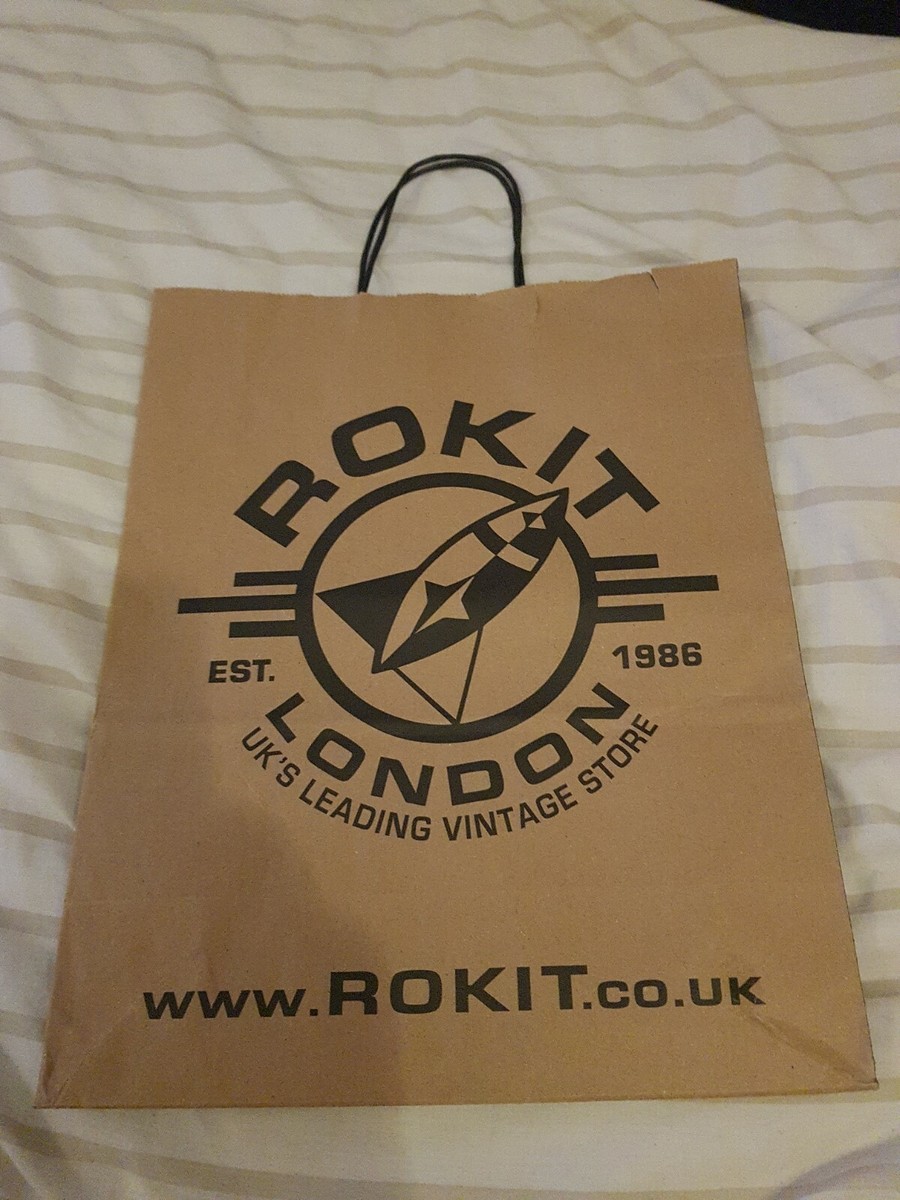 ROKIT
EST. 1986
LONDON
UK'S LEADING VINTAGE STORE
www.ROKIT.co.uk